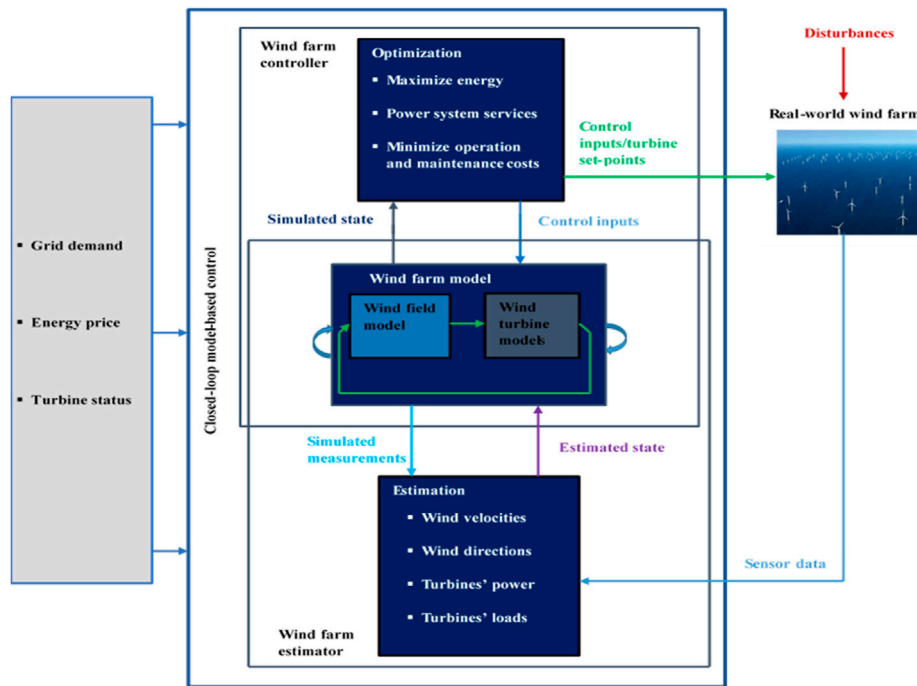 Wind farm
controller
Optimization
▪ Maximize energy
▪ Power system services
▪ Minimize operation
and maintenance costs
Disturbances
Real-world wind farm
Control
inputs/turbine
set-points
▪ Grid demand
▪ Energy price
▪ Turbine status
Closed-loop model-based control
Simulated state
Control inputs
Wind farm model
Wind field
model
Wind
turbine
models
Simulated
measurements
Estimated state
Estimation
▪ Wind velocities
▪ Wind directions
▪ Turbines’ power
▪ Turbines’ loads
Sensor data
Wind farm
estimator